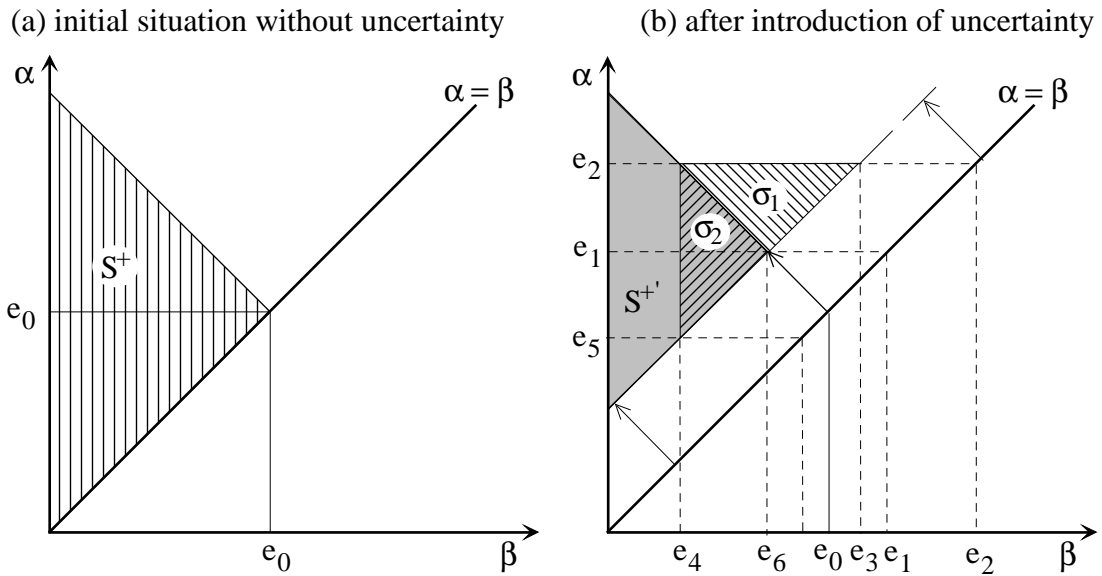 (a) initial situation without uncertainty
(b) after introduction of uncertainty
α
α = β
S⁺
e₀
e₀
β
α
α = β
e₂
σ₁
σ₂
e₁
S⁺'
e₅
e₄
e₆
e₀
e₃
e₁
e₂
β